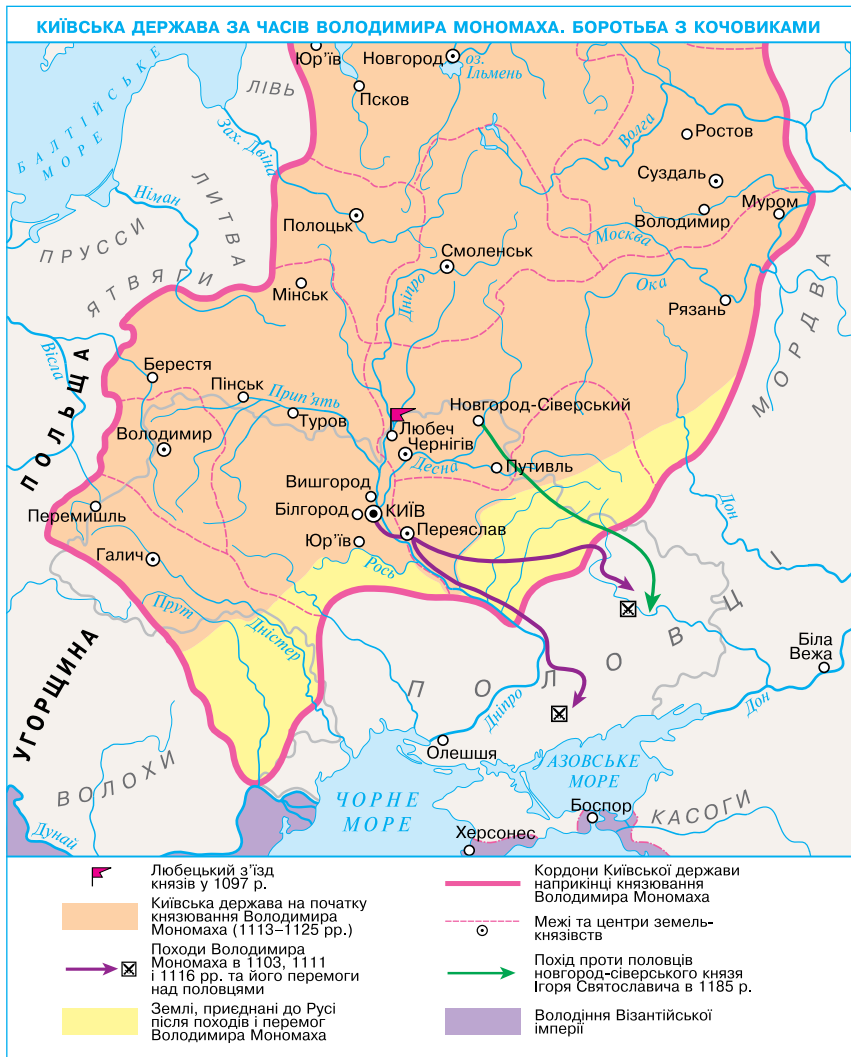 КИЇВСЬКА ДЕРЖАВА ЗА ЧАСІВ ВОЛОДИМИРА МОНОМАХА. БОРОТЬБА З КОЧОВИКАМИ
Юр’їв
Новгород
оз.
Ільмень
Псков
ЛІВЬ
БАЛТІЙСЬКЕ
МОРЕ
Зах. Двіна
Волга
Ростов
Суздаль
Володимир
Муром
Німан
ЛИТВА
Полоцьк
Москва
ПРУССИ
Смоленськ
ЯТВЯГИ
Мінськ
Дніпро
Ока
Рязань
МОРДВА
Вісла
ПОЛЬЩА
Берестя
Пінськ
Прип’ять
Туров
Новгород-Сіверський
Любеч
Чернігів
Володимир
Десна
Путивль
Вишгород
Білгород
КИЇВ
Перемишль
Переяслав
Дон
Юр’їв
Галич
Рось
Прут
Дністер
ПОЛОВЦІ
Біла
Вежа
УГОРЩИНА
Дніпро
Дон
Олешшя
ВОЛОХИ
АЗОВСЬКЕ
МОРЕ
ЧОРНЕ
МОРЕ
Боспор
КАСОГИ
Дунай
Херсонес
Любецький з’їзд
князів у 1097 р.
Київська держава на початку
князювання Володимира
Мономаха (1113–1125 рр.)
Походи Володимира
Мономаха в 1103, 1111
і 1116 рр. та його перемоги
над половцями
Землі, приєднані до Русі
після походів і перемог
Володимира Мономаха
Кордони Київської держави
наприкінці князювання
Володимира Мономаха
Межі та центри земель-
князівств
Похід проти половців
новгород-сіверського князя
Ігоря Святославича в 1185 р.
Володіння Візантійської
імперії